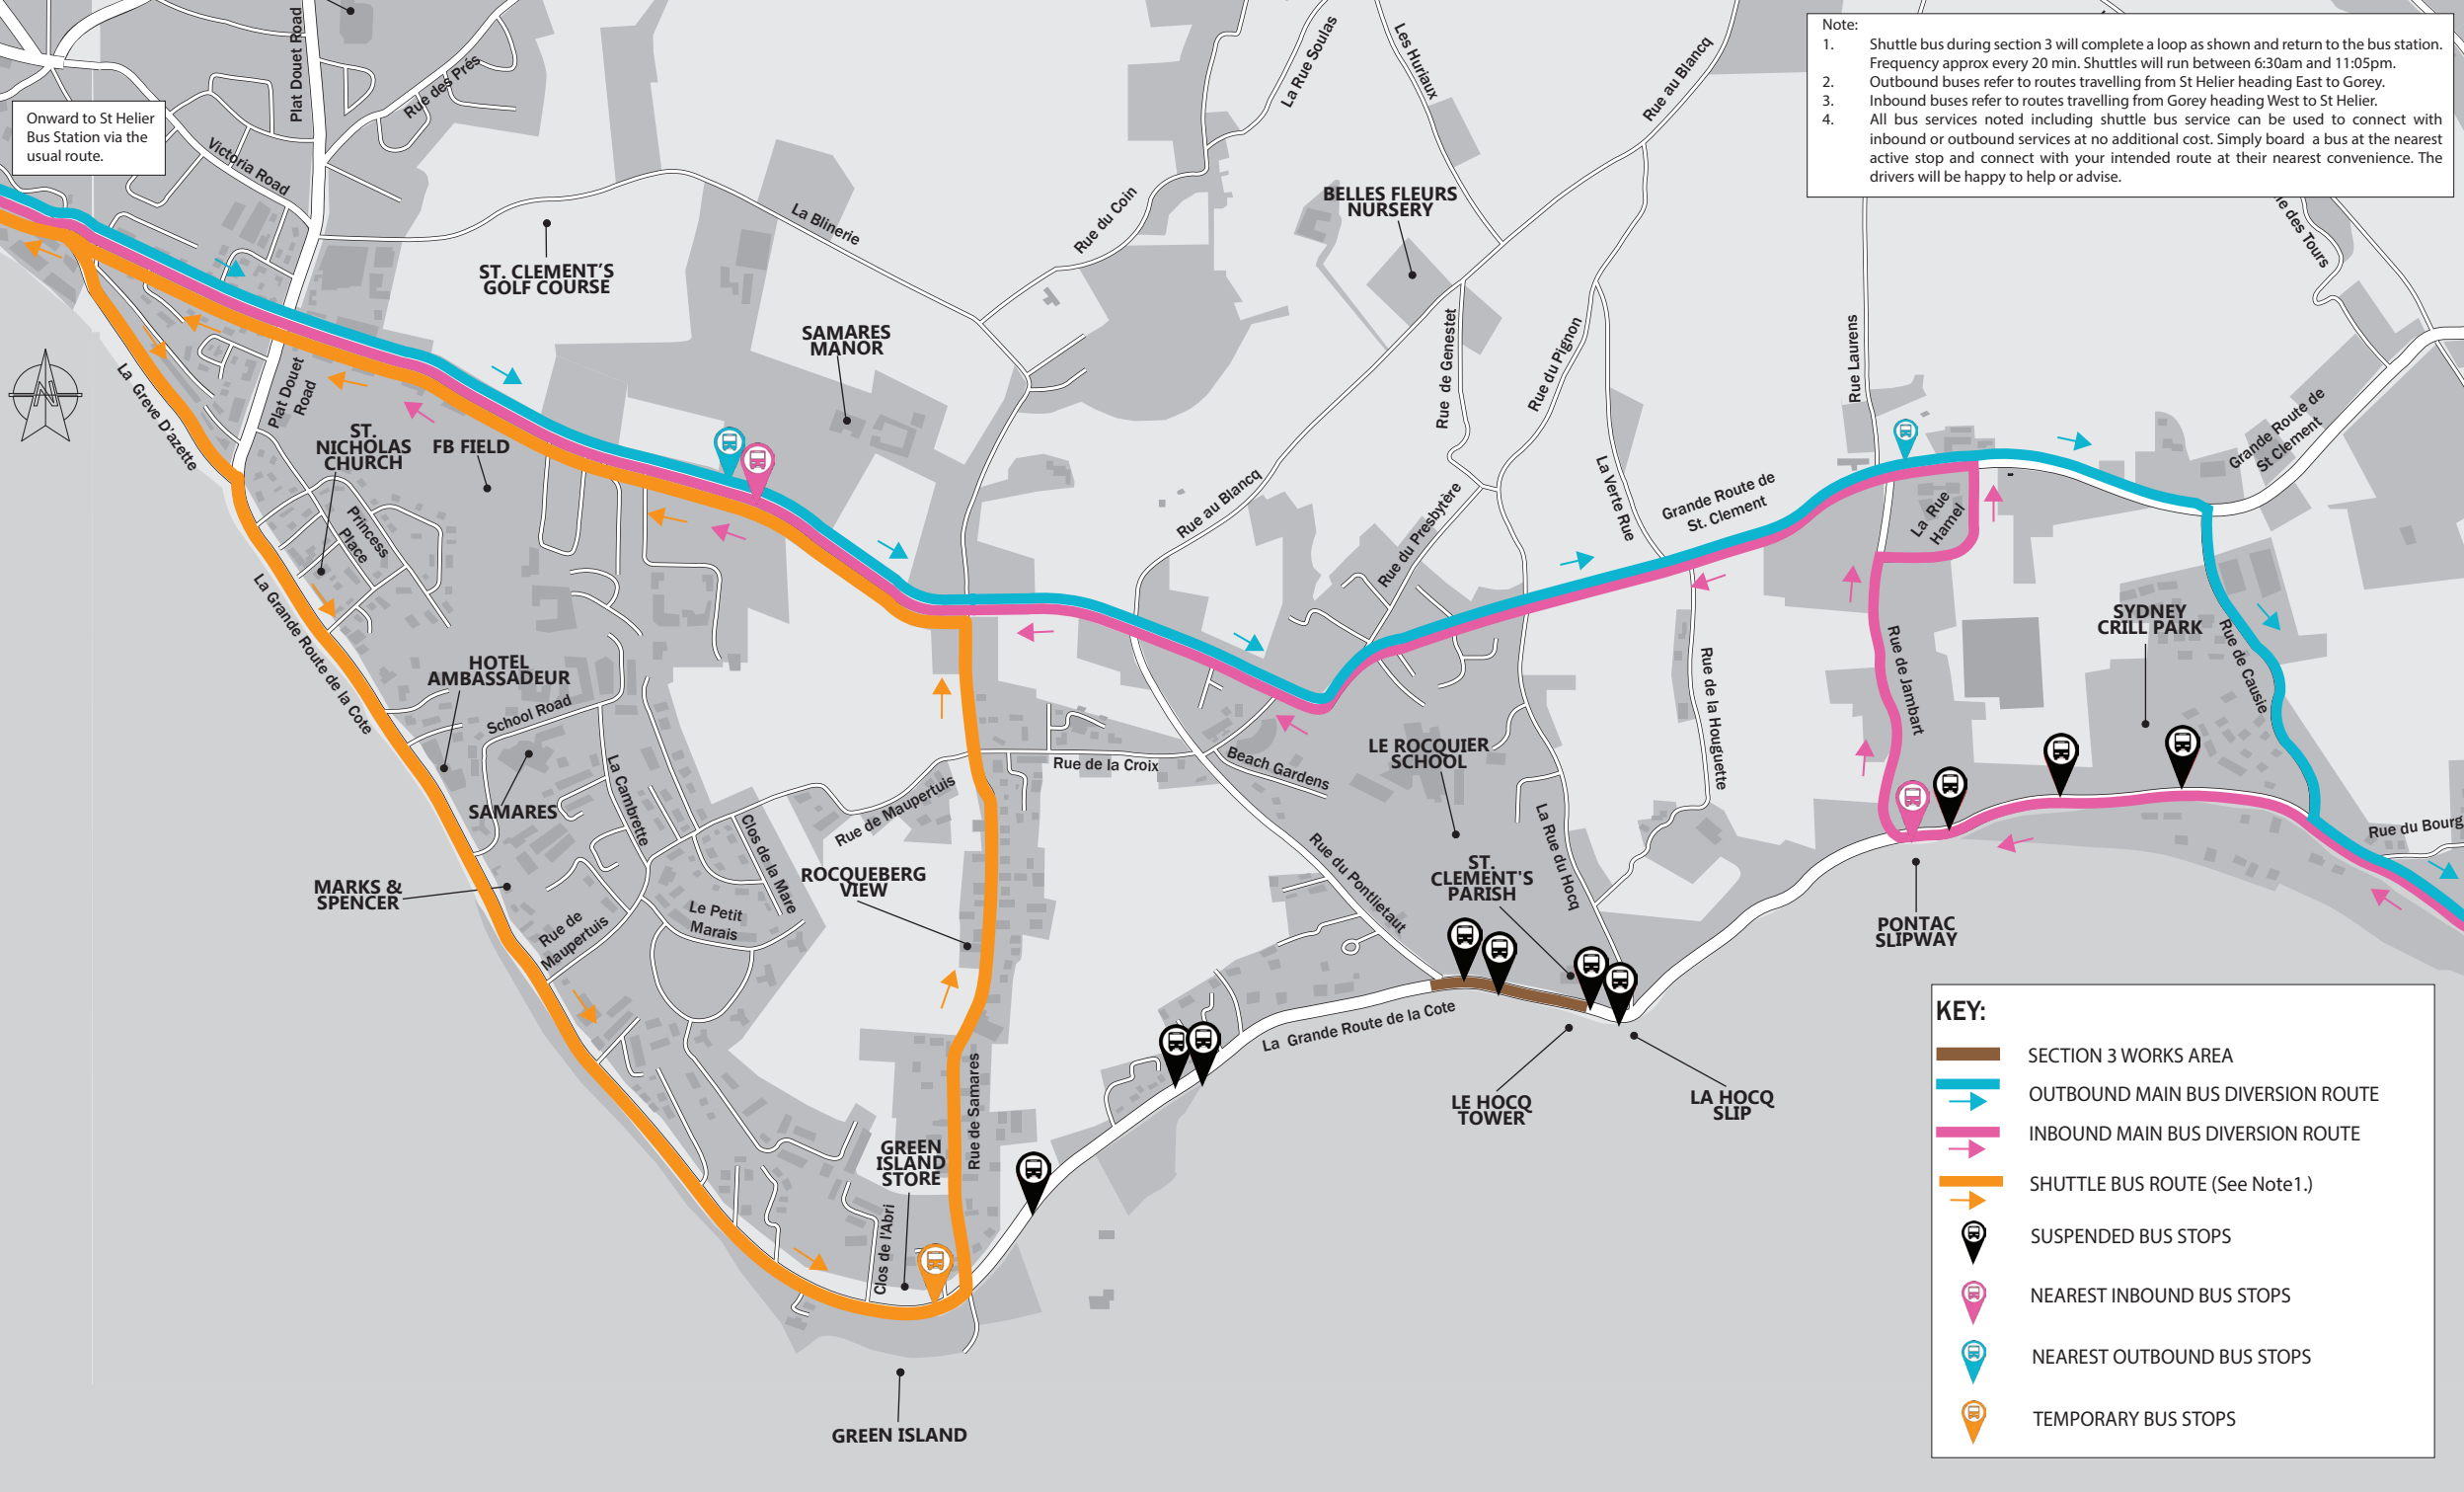 Note:
1. Shuttle bus during section 3 will complete a loop as shown and return to the bus station.
Frequency approx every 20 min. Shuttles will run between 6:30am and 11:05pm.
2. Outbound buses refer to routes travelling from St Helier heading East to Gorey.
3. Inbound buses refer to routes travelling from Gorey heading West to St Helier.
4. All bus services noted including shuttle bus service can be used to connect with
inbound or outbound services at no additional cost. Simply board a bus at the nearest
active stop and connect with your intended route at their nearest convenience. The
drivers will be happy to help or advise.
Onward to St Helier
Bus Station via the
usual route.
Plat Douet Road
Rue des Prés
Victoria Road
La Rue Soulas
Les Huriaux
Rue au Blancq
La Blinerie
Rue du Coin
BELLES FLEURS
NURSERY
ST. CLEMENT'S
GOLF COURSE
SAMARES
MANOR
des Tours
Rue Laurens
Rue de Genestet
Rue du Pignon
La Verte Rue
Grande Route de
St Clement
La Greve D'azette
Plat Douet
Road
ST.
NICHOLAS
CHURCH
FB FIELD
Princess
Place
Rue au Blancq
Rue du Presbytère
Grande Route de
St. Clement
La Rue
Hamel
La Grande Route de la Cote
HOTEL
AMBASSADEUR
School Road
SAMARES
La Cambrette
Rue de Maupertuis
Clos de la Mare
Rue de la Croix
Beach Gardens
LE ROCQUIER
SCHOOL
Rue de la Houguette
Rue de Jambart
SYDNEY
CRILL PARK
Rue de Causie
Rue du Bourg
MARKS &
SPENCER
Rue de
Maupertuis
Le Petit
Marais
ROCQUEBERG
VIEW
Rue du Pontlietaut
ST.
CLEMENT'S
PARISH
La Rue du Hocq
PONTAC
SLIPWAY
La Grande Route de la Cote
LE HOCQ
TOWER
LA HOCQ
SLIP
Rue de Samares
GREEN
ISLAND
STORE
Clos de l'Abri
GREEN ISLAND
N
KEY:
SECTION 3 WORKS AREA
OUTBOUND MAIN BUS DIVERSION ROUTE
INBOUND MAIN BUS DIVERSION ROUTE
SHUTTLE BUS ROUTE (See Note1.)
SUSPENDED BUS STOPS
NEAREST INBOUND BUS STOPS
NEAREST OUTBOUND BUS STOPS
TEMPORARY BUS STOPS